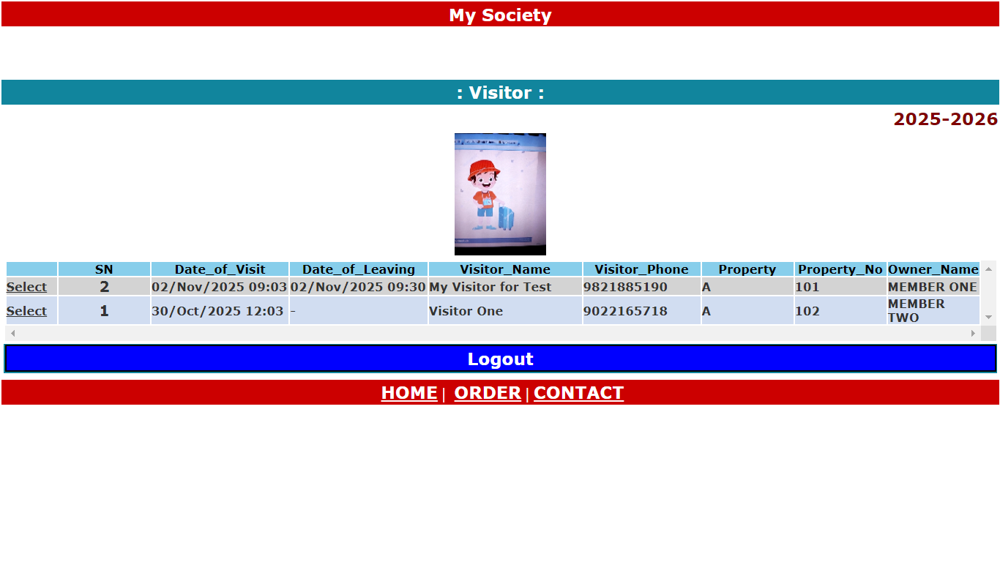 My Society
: Visitor :
2025-2026
SN Date_of_Visit Date_of_Leaving Visitor_Name Visitor_Phone Property Property_No Owner_Name
Select 2 02/Nov/2025 09:03 02/Nov/2025 09:30 My Visitor for Test 9821885190 A 101 MEMBER ONE
Select 1 30/Oct/2025 12:03 - Visitor One 9022165718 A 102 MEMBER TWO
Logout
HOME | ORDER | CONTACT